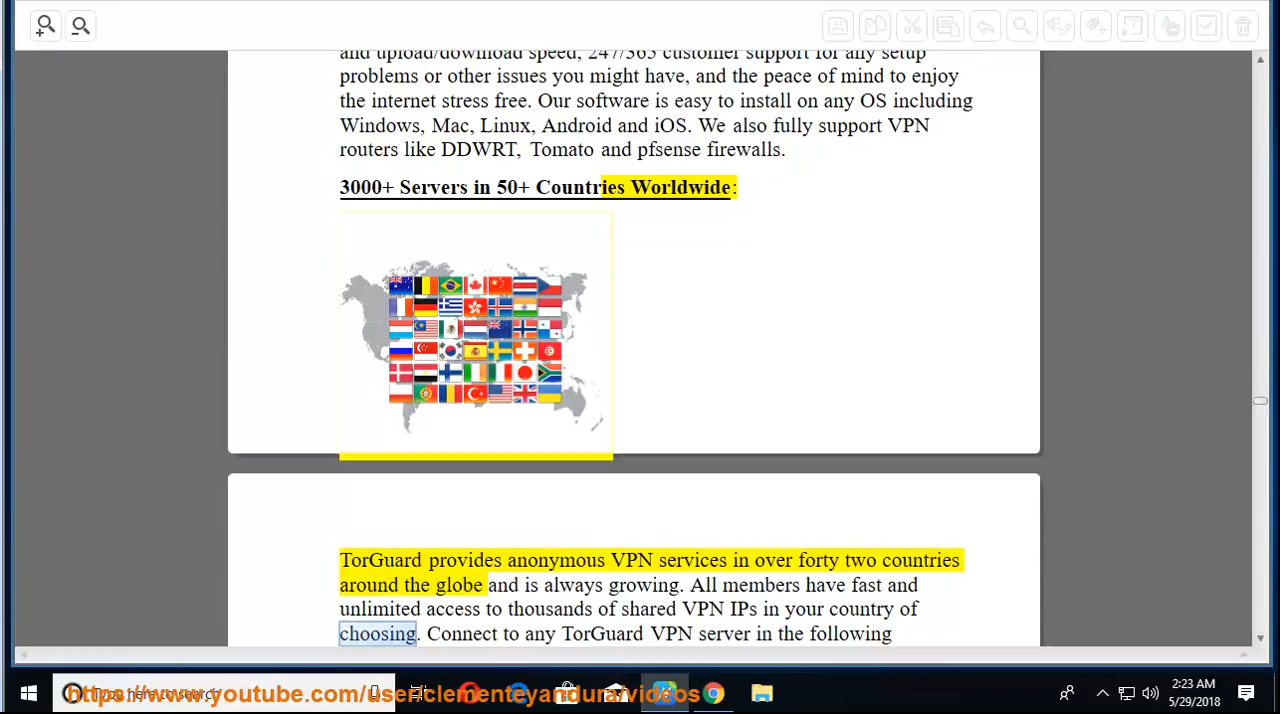 and upload/download speed, 247/365 customer support for any setup
problems or other issues you might have, and the peace of mind to enjoy
the internet stress free. Our software is easy to install on any OS including
Windows, Mac, Linux, Android and iOS. We also fully support VPN
routers like DDWRT, Tomato and pfsense firewalls.
3000+ Servers in 50+ Countries Worldwide:
TorGuard provides anonymous VPN services in over forty two countries
around the globe and is always growing. All members have fast and
unlimited access to thousands of shared VPN IPs in your country of
choosing. Connect to any TorGuard VPN server in the following
https://www.youtube.com/user/clementeyandura/videos
Type here to search
2:23 AM
5/29/2018